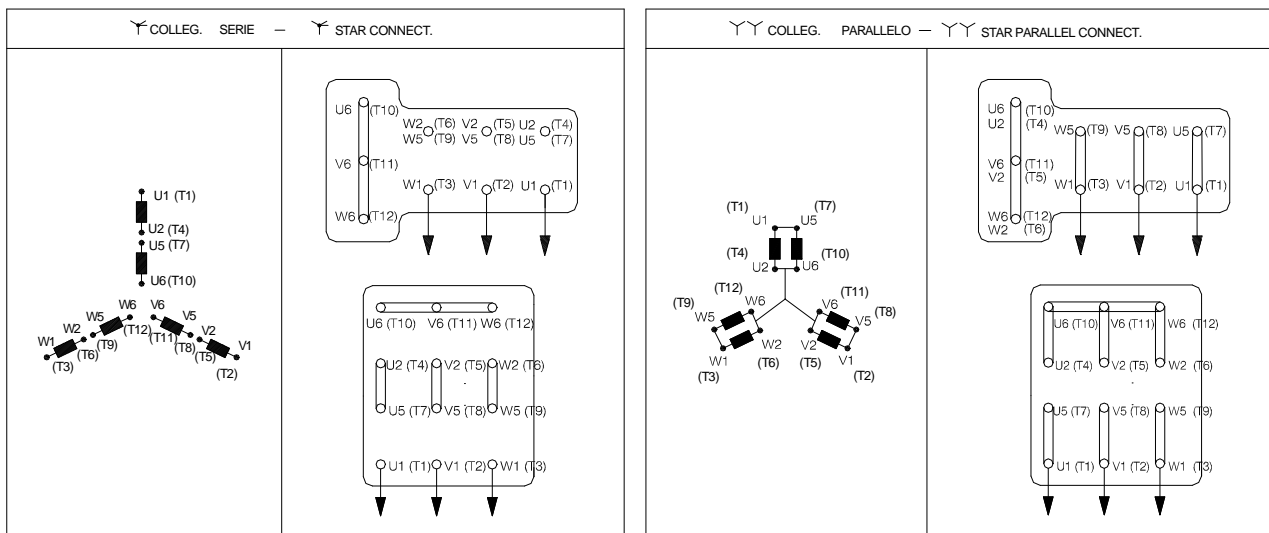 COLLEG. SERIE — STAR CONNECT.
U1 (T1)
U2 (T4)
U5 (T7)
U6 (T10)
W6 V6
W5 (T12) (T11) V5
W2 (T9) (T8) V2
W1 (T6) (T5) V1
(T3) (T2)
U6 (T10)
V6 (T11)
W6 (T12)
W2 (T6) V2 (T5) U2 (T4)
W5 (T9) V5 (T8) U5 (T7)
W1 (T3) V1 (T2) U1 (T1)
U6 (T10) V6 (T11) W6 (T12)
U2 (T4) V2 (T5) W2 (T6)
U5 (T7) V5 (T8) W5 (T9)
U1 (T1) V1 (T2) W1 (T3)
COLLEG. PARALLELO — STAR PARALLEL CONNECT.
(T1) (T7)
U1 U5
(T4) (T10)
U2 U6
(T12) (T11)
(T9) W6 V6 (T8)
W5 V5
W1 W2 V2 V1
(T3) (T6) (T5) (T2)
U6 (T10)
U2 (T4)
V6 (T11)
V2 (T5)
W6 (T12)
W2 (T6)
W5 (T9) V5 (T8) U5 (T7)
W1 (T3) V1 (T2) U1 (T1)
U6 (T10) V6 (T11) W6 (T12)
U2 (T4) V2 (T5) W2 (T6)
U5 (T7) V5 (T8) W5 (T9)
U1 (T1) V1 (T2) W1 (T3)